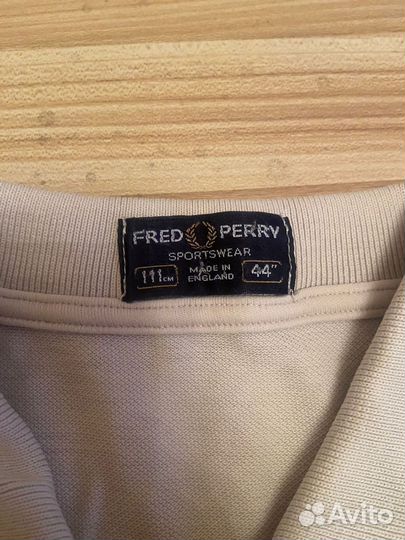 FRED PERRY
SPORTSWEAR
111CM MADE IN ENGLAND 44"
Avito